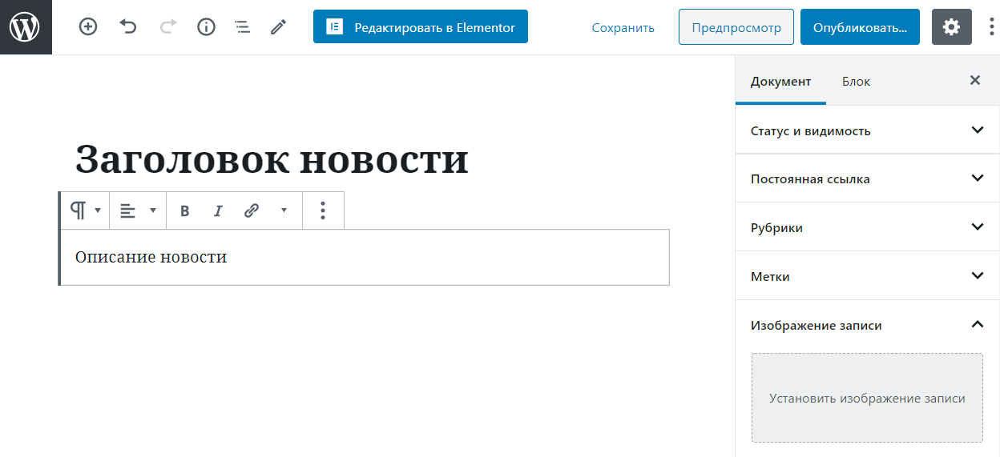 Редактировать в Elementor
Сохранить
Предпросмотр
Опубликовать...
Документ
Блок
Заголовок новости
B I
Описание новости
Статус и видимость
Постоянная ссылка
Рубрики
Метки
Изображение записи
Установить изображение записи